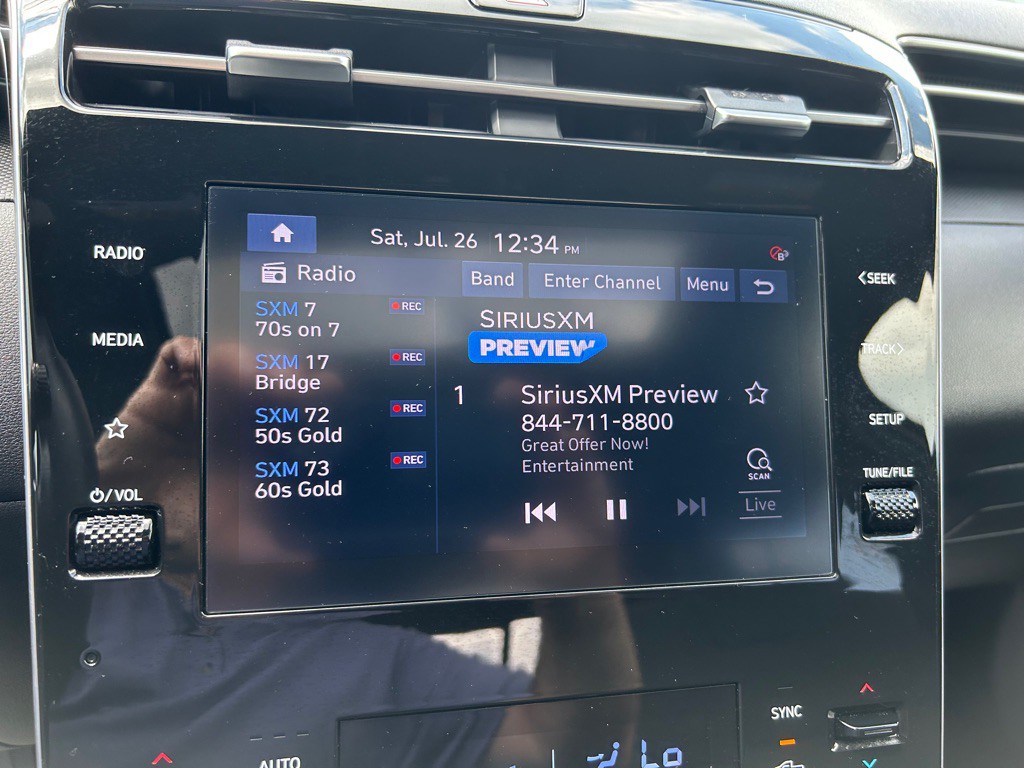 Sat, Jul. 26 12:34 PM
RADIO
Radio Band Enter Channel Menu
< SEEK
SXM 7 REC
70s on 7
SIRIUSXM
PREVIEW
MEDIA
TRACK >
SXM 17 REC
Bridge
1 SiriusXM Preview
844-711-8800
Great Offer Now!
Entertainment
SXM 72 REC
50s Gold
SETUP
SXM 73 REC
60s Gold
SCAN
Live
/VOL
TUNE/FILE
SYNC
AUTO
Lo